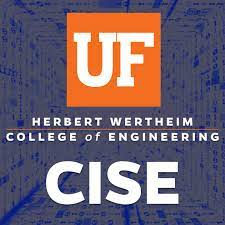 UF
HERBERT WERTHEIM
COLLEGE of ENGINEERING
CISE